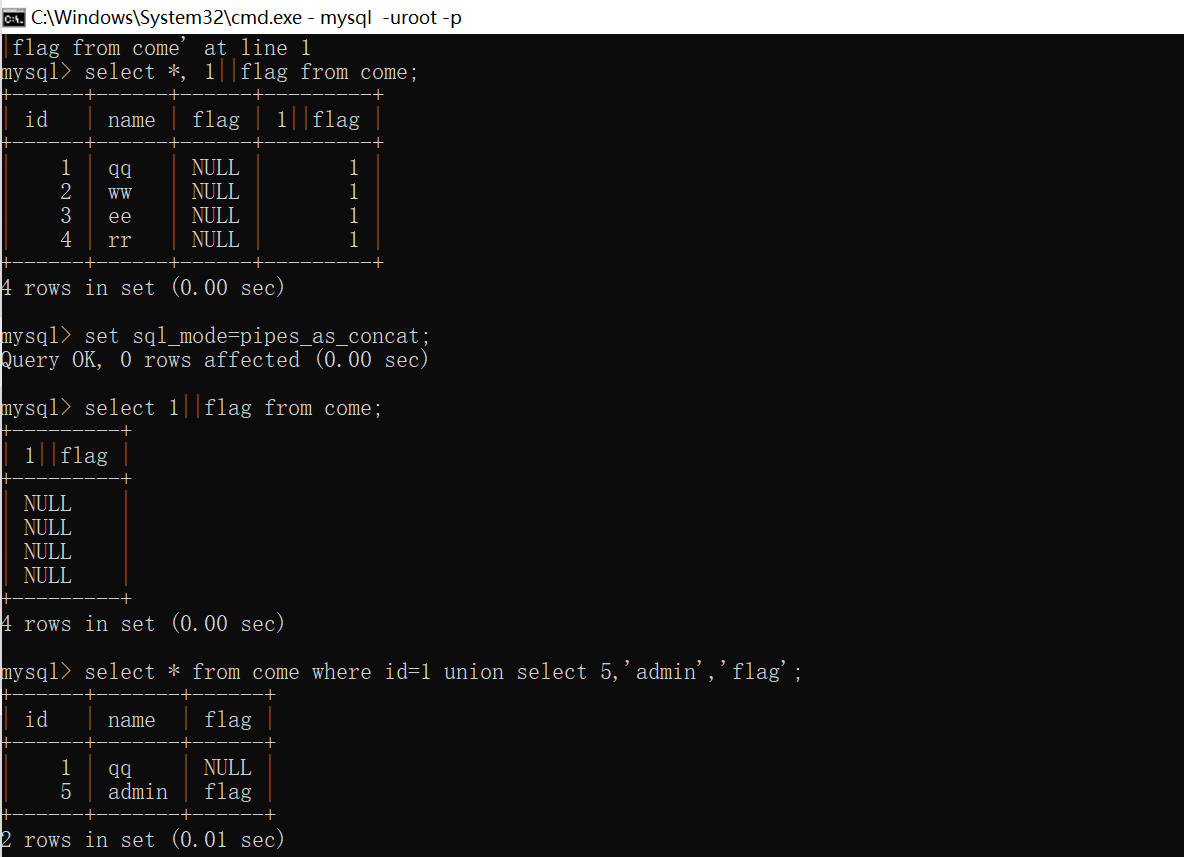 C:\Windows\System32\cmd.exe - mysql  -uroot -p
|flag from come' at line 1
mysql> select *, 1||flag from come;
+------+------+------+---------+
| id   | name | flag | 1||flag |
+------+------+------+---------+
|    1 | qq   | NULL |       1 |
|    2 | ww   | NULL |       1 |
|    3 | ee   | NULL |       1 |
|    4 | rr   | NULL |       1 |
+------+------+------+---------+
4 rows in set (0.00 sec)
mysql> set sql_mode=pipes_as_concat;
Query OK, 0 rows affected (0.00 sec)
mysql> select 1||flag from come;
+---------+
| 1||flag |
+---------+
| NULL    |
| NULL    |
| NULL    |
| NULL    |
+---------+
4 rows in set (0.00 sec)
mysql> select * from come where id=1 union select 5,'admin','flag';
+------+-------+------+
| id   | name  | flag |
+------+-------+------+
|    1 | qq    | NULL |
|    5 | admin | flag |
+------+-------+------+
2 rows in set (0.01 sec)